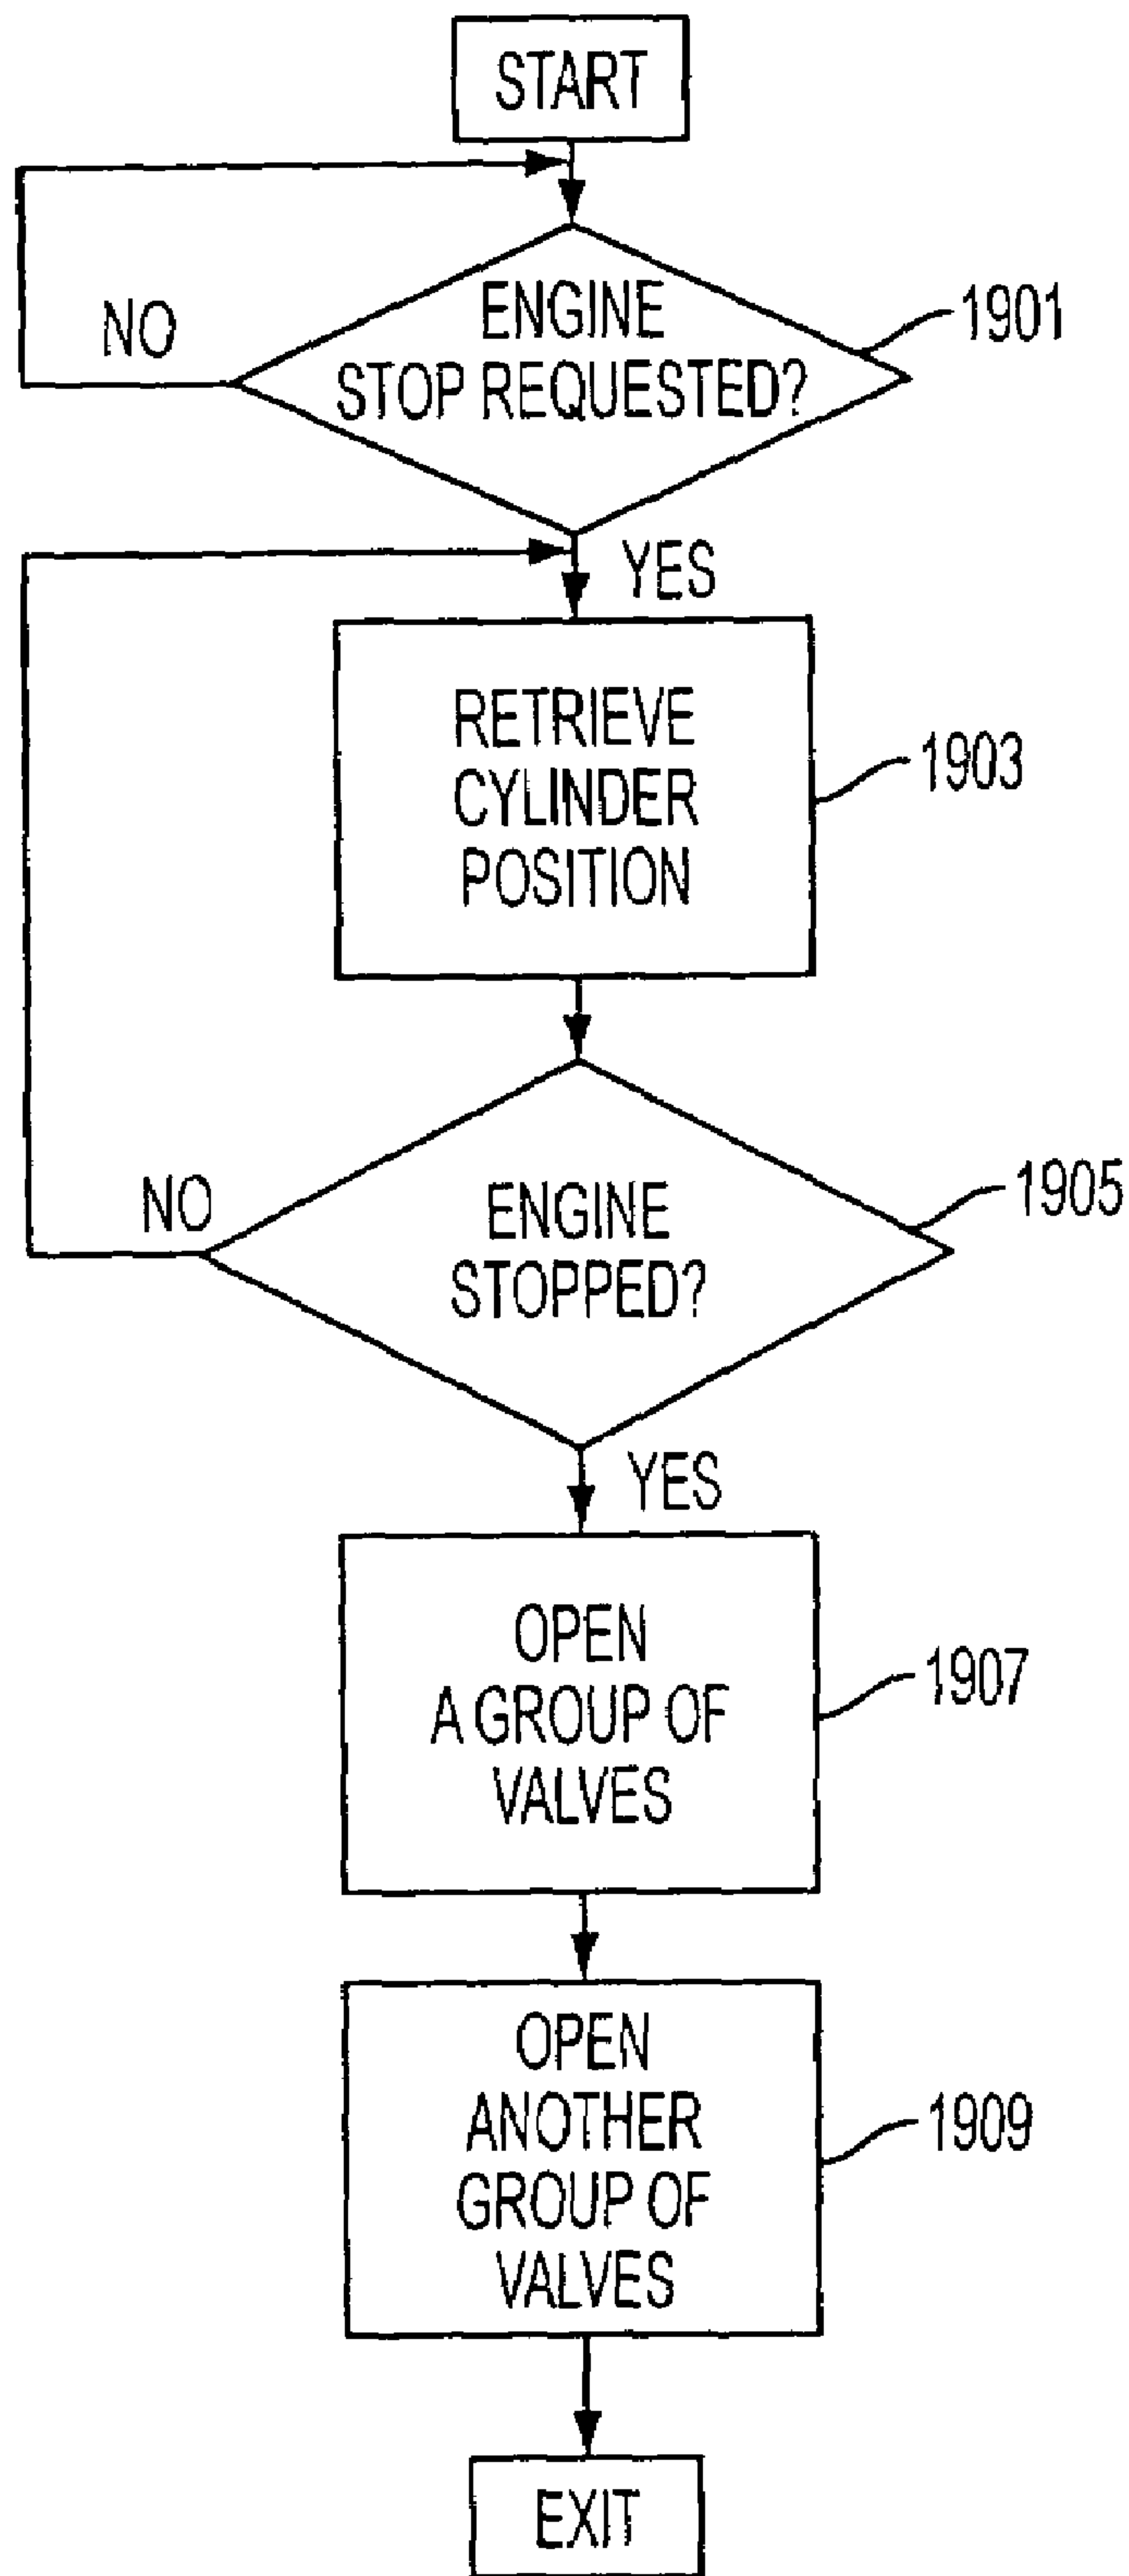 START
NO
ENGINE
STOP REQUESTED?
1901
YES
RETRIEVE
CYLINDER
POSITION
1903
NO
ENGINE
STOPPED?
1905
YES
OPEN
A GROUP OF
VALVES
1907
OPEN
ANOTHER
GROUP OF
VALVES
1909
EXIT